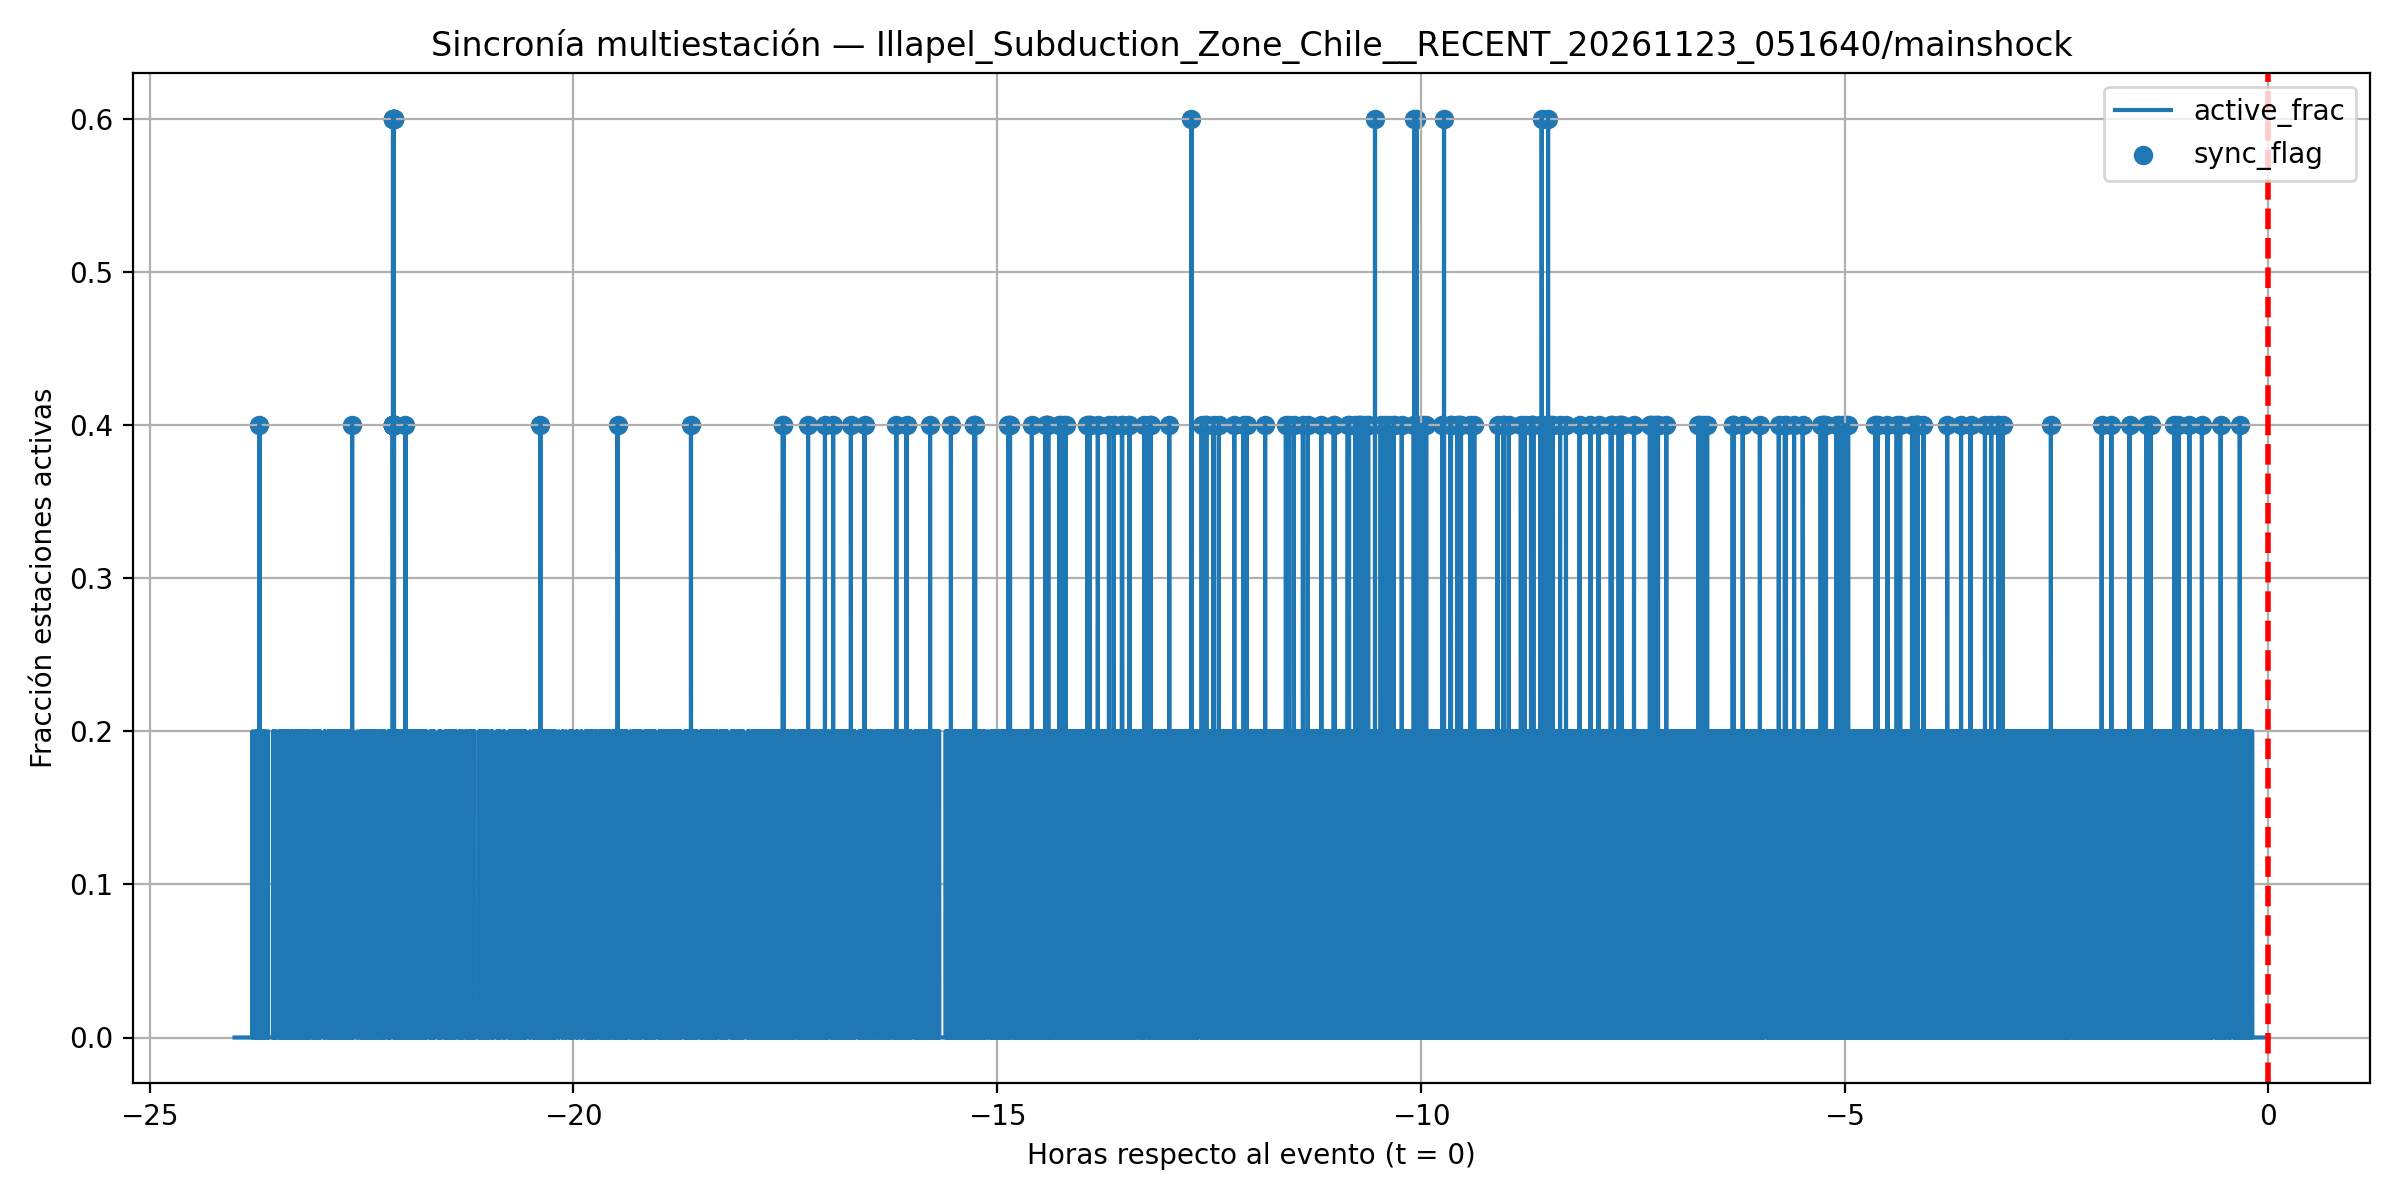 Sincronía multiestación — Illapel_Subduction_Zone_Chile__RECENT_20261123_051640/mainshock
active_frac
sync_flag
Fracción estaciones activas
0.6
0.5
0.4
0.3
0.2
0.1
0.0
−25
−20
−15
−10
−5
0
Horas respecto al evento (t = 0)